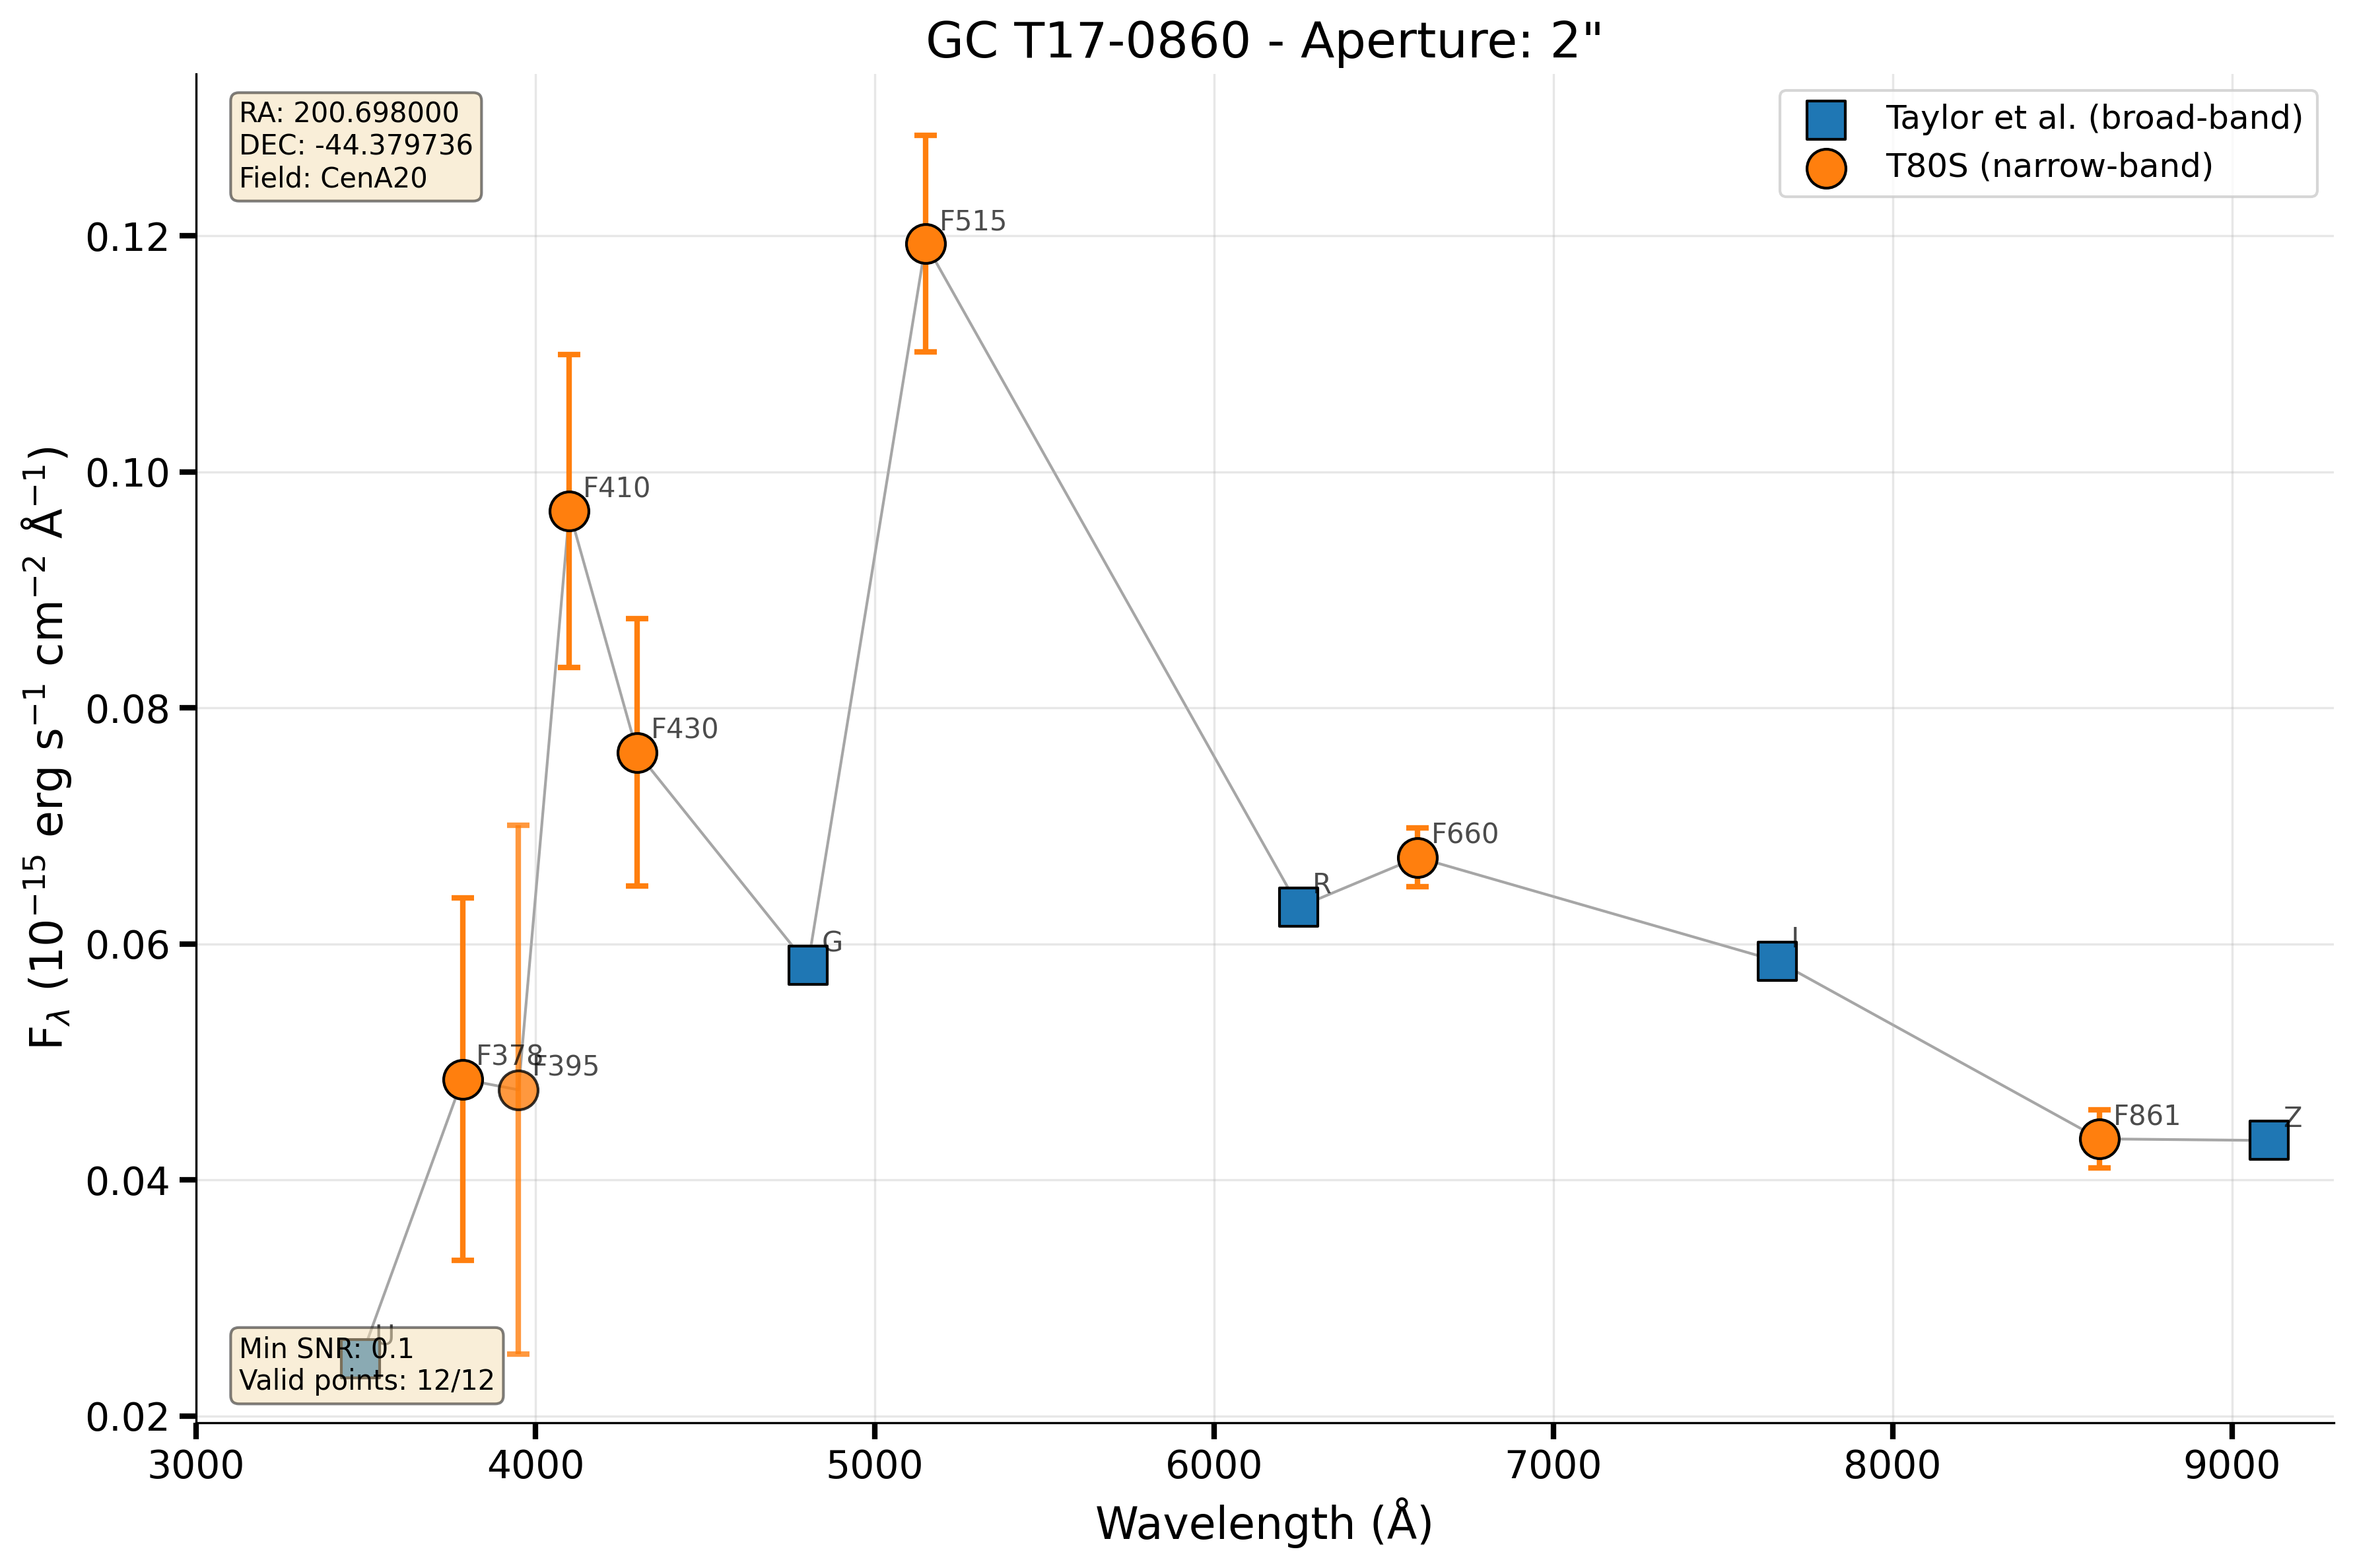 GC T17-0860 - Aperture: 2"
RA: 200.698000
DEC: -44.379736
Field: CenA20
Taylor et al. (broad-band)
T80S (narrow-band)
F515
F410
F430
G
F378
F395
U
R
F660
I
F861
Z
Min SNR: 0.1
Valid points: 12/12
0.12
0.10
0.08
0.06
0.04
0.02
F$_{λ}$ (10$^{−15}$ erg s$^{−1}$ cm$^{−2}$ Å$^{−1}$)
3000 4000 5000 6000 7000 8000 9000
Wavelength (Å)